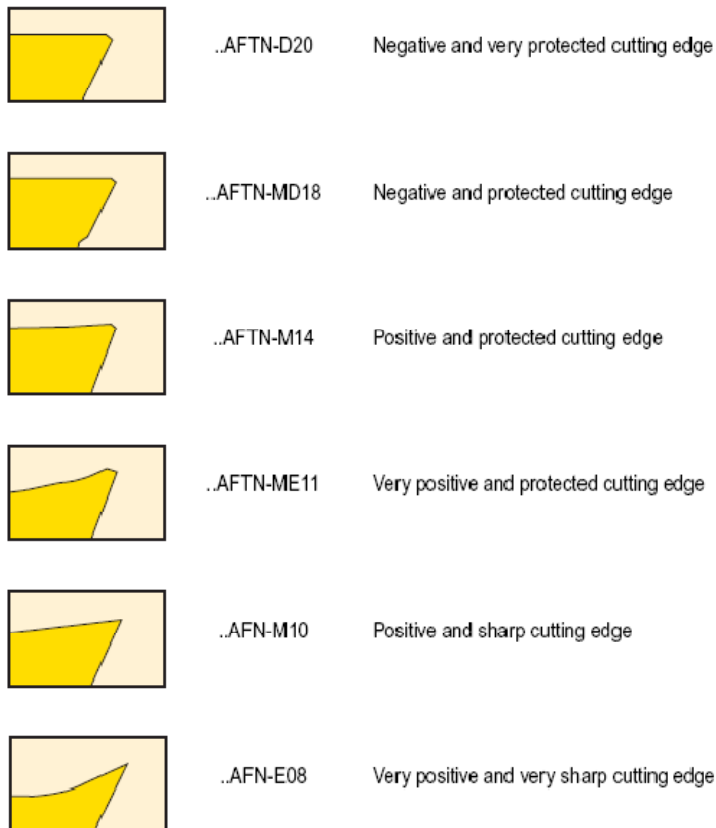 ..AFTN-D20 Negative and very protected cutting edge
..AFTN-MD18 Negative and protected cutting edge
..AFTN-M14 Positive and protected cutting edge
..AFTN-ME11 Very positive and protected cutting edge
..AFN-M10 Positive and sharp cutting edge
..AFN-E08 Very positive and very sharp cutting edge